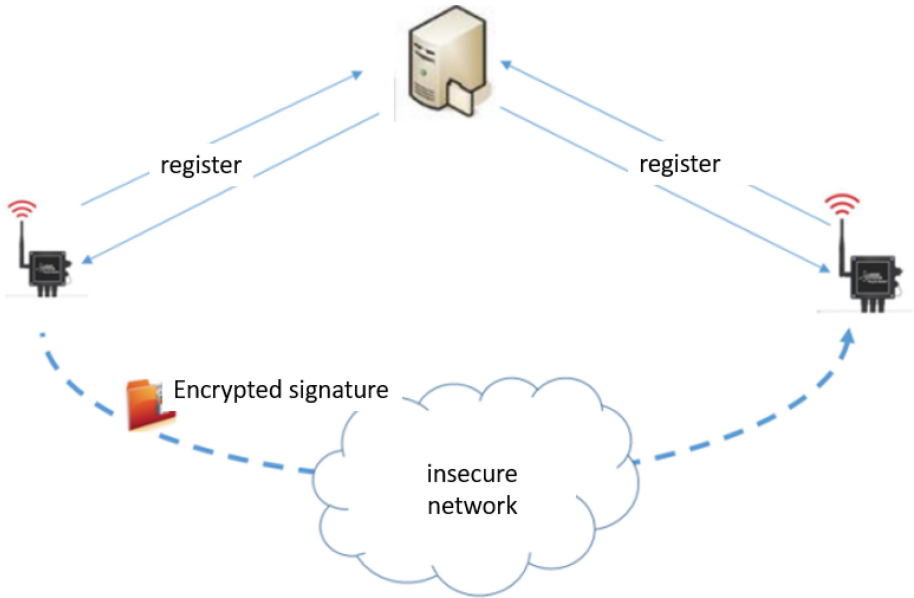 register
register
Encrypted signature
insecure
network